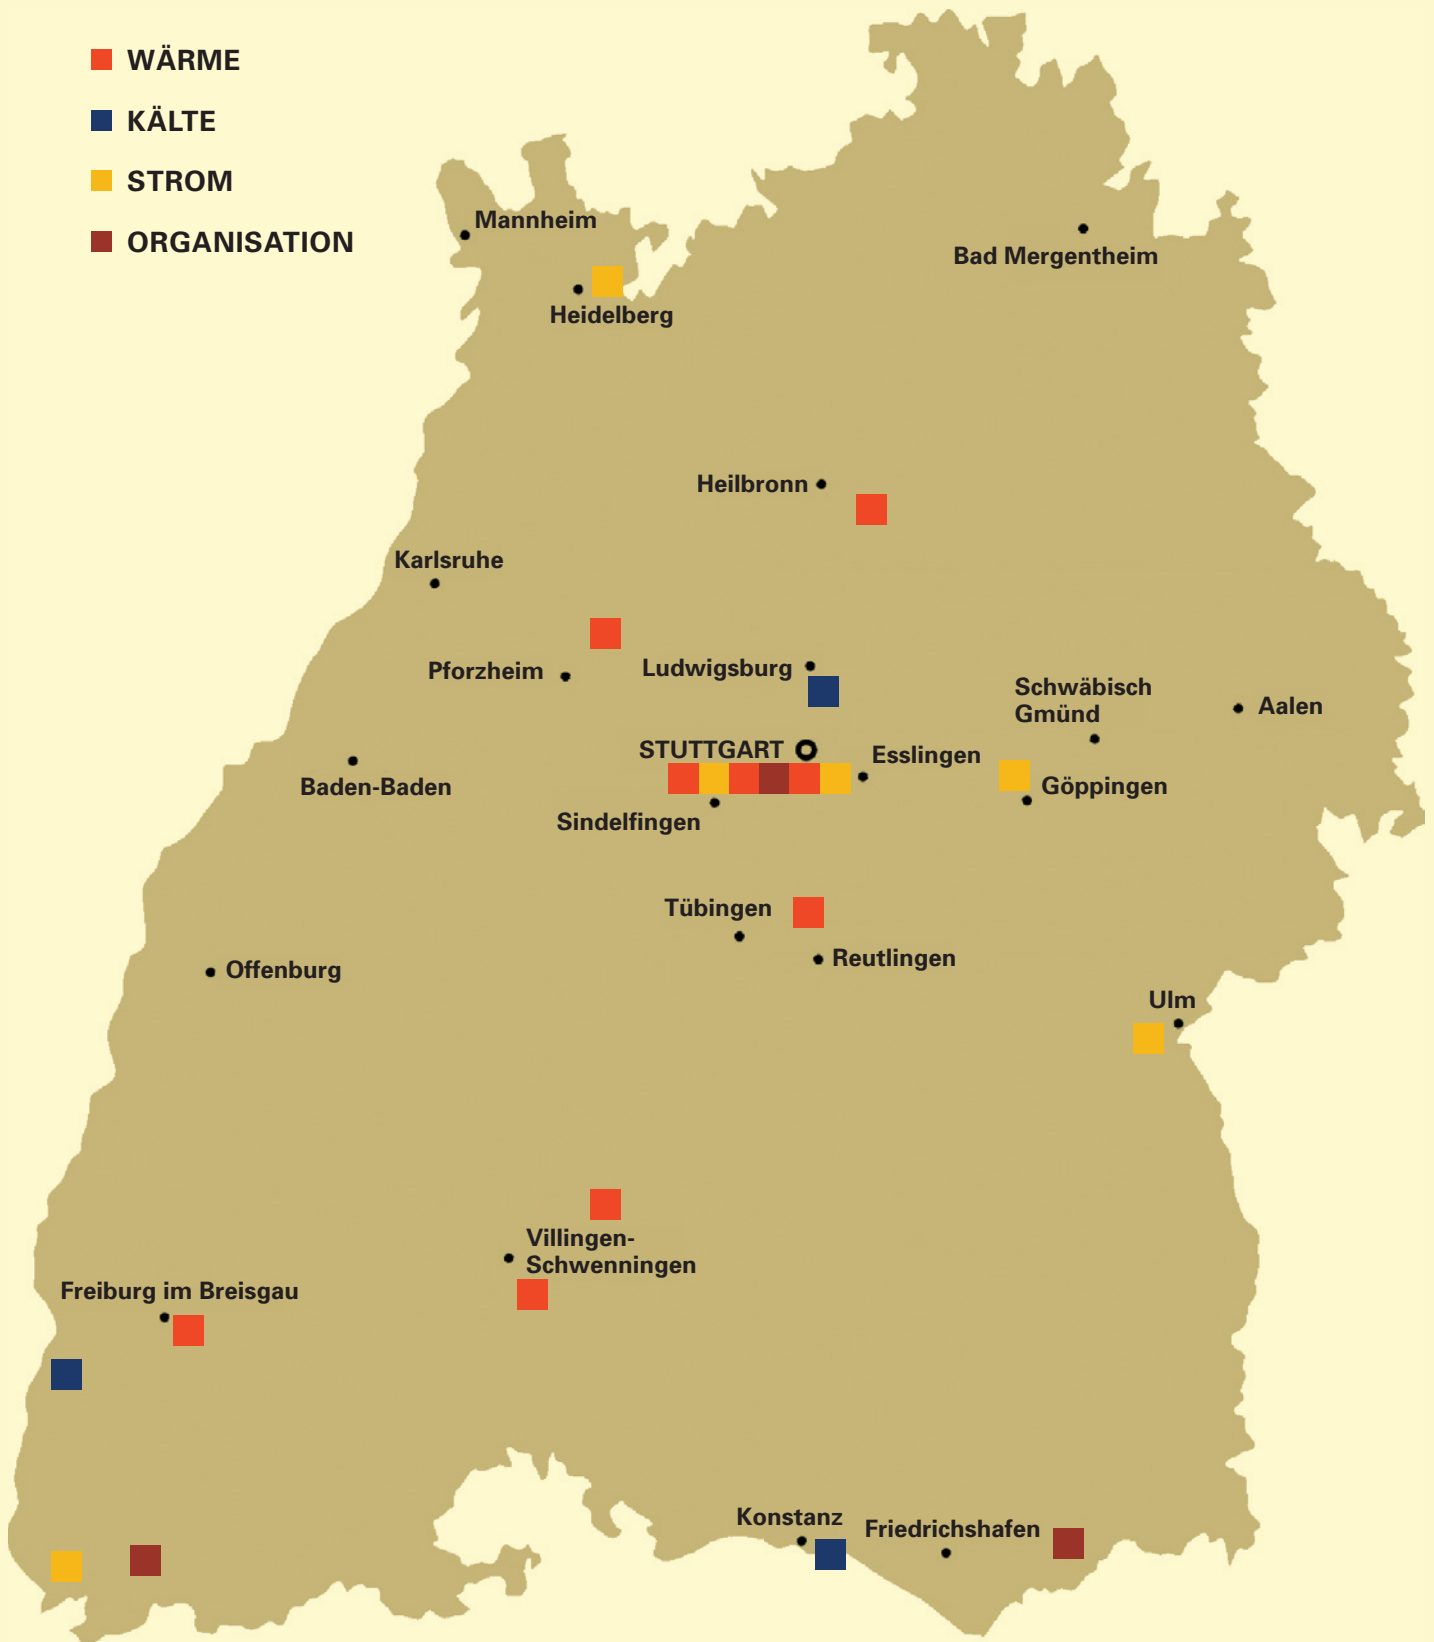 WÄRME
KÄLTE
STROM
ORGANISATION
Mannheim
Bad Mergentheim
Heidelberg
Heilbronn
Karlsruhe
Pforzheim
Ludwigsburg
Schwäbisch
Gmünd
Aalen
STUTTGART
Esslingen
Baden-Baden
Göppingen
Sindelfingen
Tübingen
Reutlingen
Offenburg
Ulm
Villingen-
Schwenningen
Freiburg im Breisgau
Konstanz
Friedrichshafen